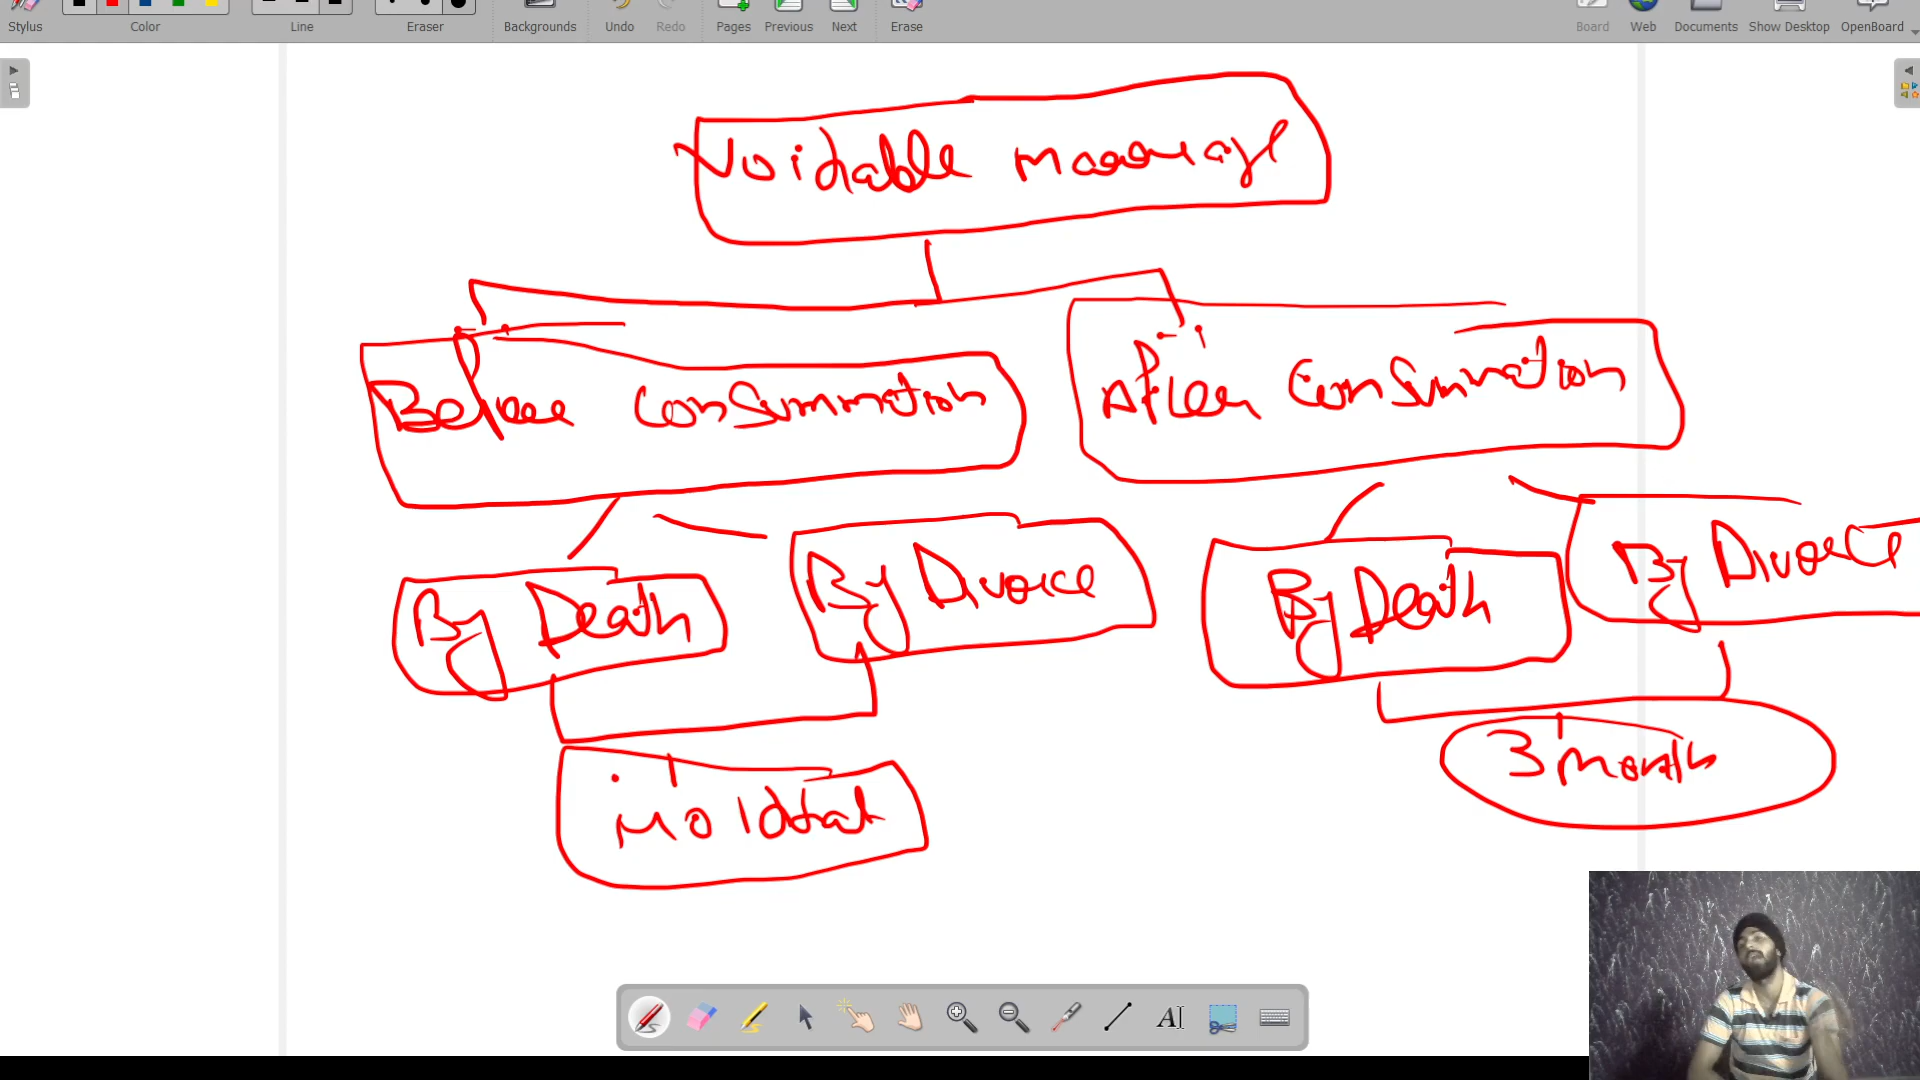 Stylus Color Line Eraser Backgrounds Undo Redo Pages Previous Next Erase Board Web Documents Show Desktop OpenBoard
Voidable marriage
Before Consummation
After Consummation
By Death
By Divorce
By Death
By Divorce
3 month
No Iddat